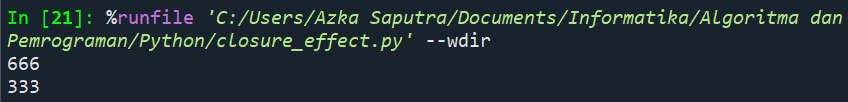 In [21]: %runfile 'C:/Users/Azka Saputra/Documents/Informatika/Algoritma dan
Pemrograman/Python/closure_effect.py' --wdir
666
333